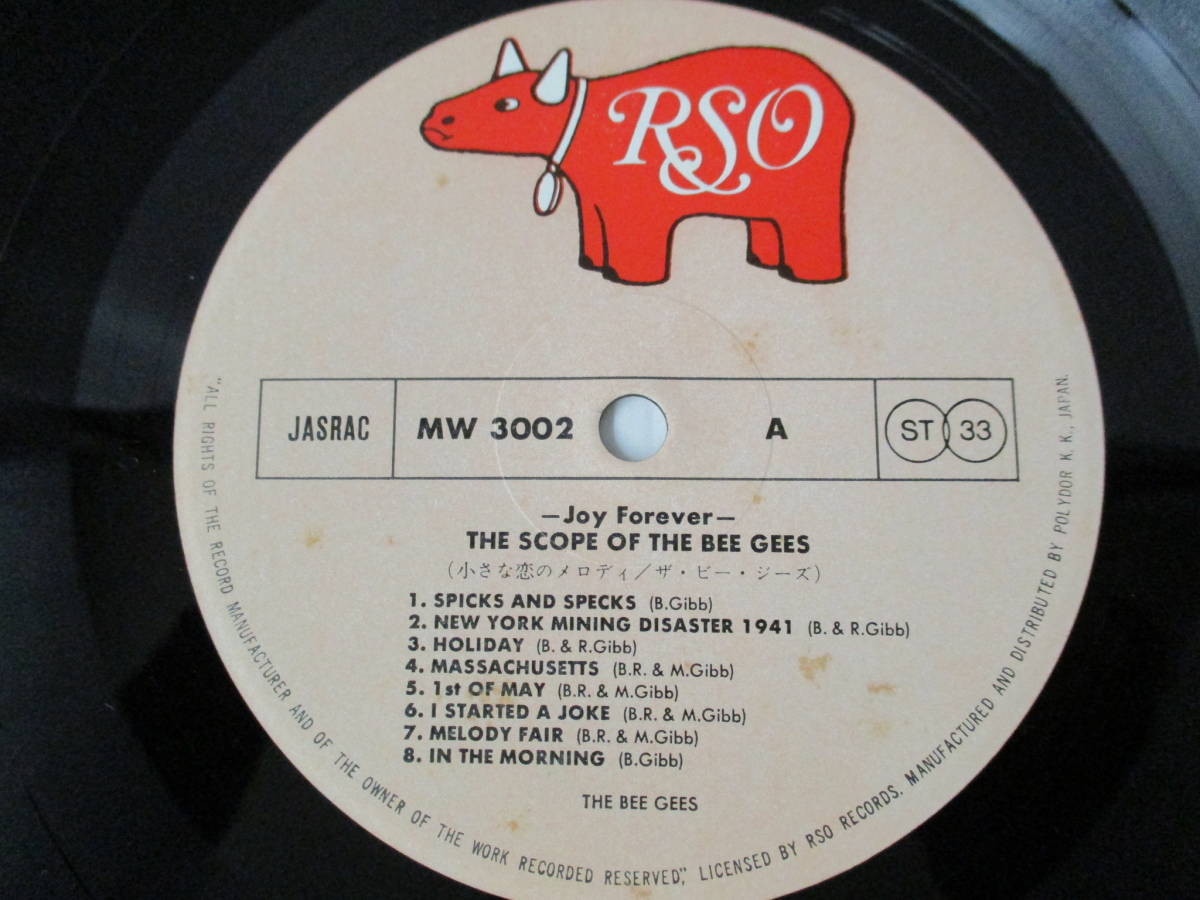 RSO
JASRAC
MW 3002
A
ST 33
—Joy Forever—
THE SCOPE OF THE BEE GEES
(小さな恋のメロディ/ザ・ビー・ジーズ)
1. SPICKS AND SPECKS (B.Gibb)
2. NEW YORK MINING DISASTER 1941 (B. & R.Gibb)
3. HOLIDAY (B. & R.Gibb)
4. MASSACHUSETTS (B.R. & M.Gibb)
5. 1st OF MAY (B.R. & M.Gibb)
6. I STARTED A JOKE (B.R. & M.Gibb)
7. MELODY FAIR (B.R. & M.Gibb)
8. IN THE MORNING (B.Gibb)
THE BEE GEES
"ALL RIGHTS OF THE RECORD MANUFACTURER AND OF THE OWNER OF THE WORK RECORDED RESERVED," LICENSED BY RSO RECORDS. MANUFACTURED AND DISTRIBUTED BY POLYDOR K. K., JAPAN.